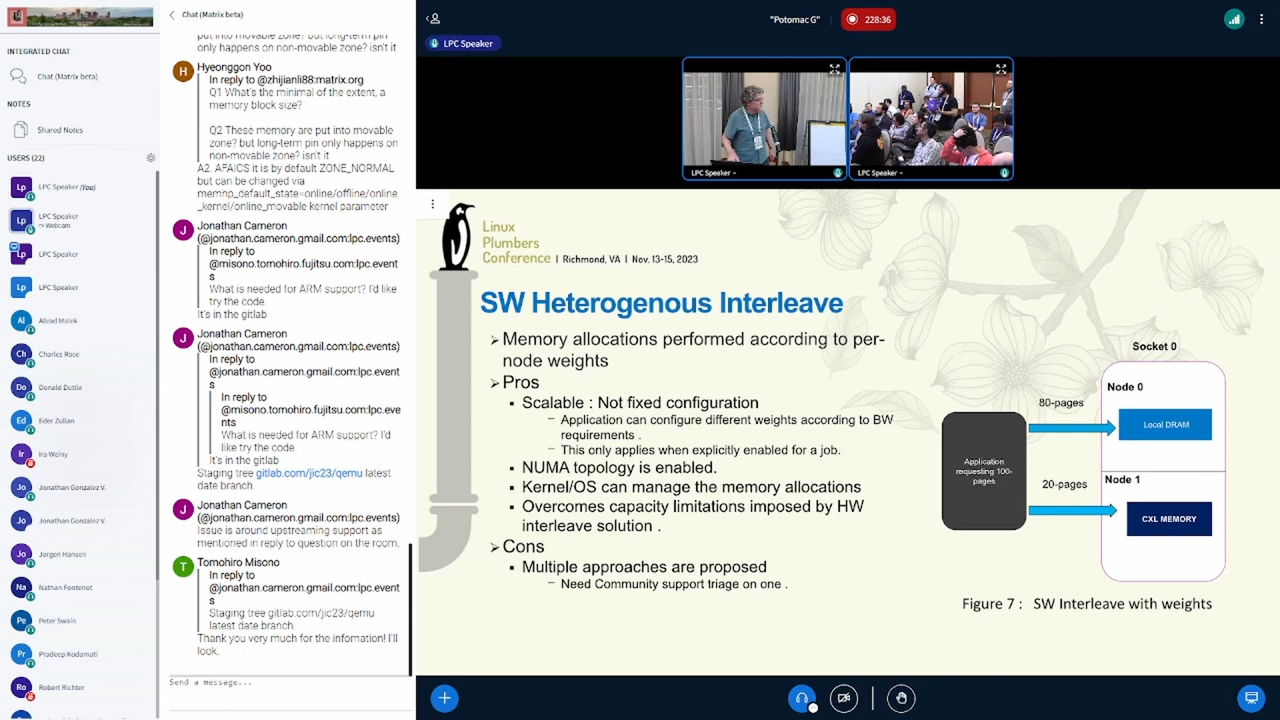 INTEGRATED CHAT
Chat (Matrix beta)
NOTES
Shared Notes
USERS (22)
Lp LPC Speaker (You)
Lp LPC Speaker
Webcam
Lp LPC Speaker
Lp LPC Speaker
Al Allrad Malek
Ch Charles Rose
Do Donald Dutile
Ed Eder Zulian
Ir Ira Weiny
Jo Jonathan Gonzalez V.
Jo Jonathan Gonzalez V.
Jo Jorgen Hansen
Na Nathan Fontenot
Pe Peter Swain
Pr Pradeep Kodamati
Ro Robert Richter
Chat (Matrix beta)
put into movable zone? but long-term pin
only happens on non-movable zone? isn't it
H Hyeonggon Yoo
In reply to @zhijianli88:matrix.org
Q1 What's the minimal of the extent, a
memory block size?
Q2 These memory are put into movable
zone? but long-term pin only happens on
non-movable zone? isn't it
A2. AFAICS it is by default ZONE_NORMAL
but can be changed via
memhp_default_state=online/offline/online
_kernel/online_movable kernel parameter
J Jonathan Cameron
(@jonathan.cameron.gmail.com:lpc.events)
In reply to
@misono.tomohiro.fujitsu.com:lpc.event
s
What is needed for ARM support? I'd like
try the code.
It's in the gitlab
J Jonathan Cameron
(@jonathan.cameron.gmail.com:lpc.events)
In reply to
@jonathan.cameron.gmail.com:lpc.event
s
In reply to
@misono.tomohiro.fujitsu.com:lpc.eve
nts
What is needed for ARM support? I'd
like try the code.
It's in the gitlab
Staging tree gitlab.com/jic23/qemu latest
date branch.
J Jonathan Cameron
(@jonathan.cameron.gmail.com:lpc.events)
Issue is around upstreaming support as
mentioned in reply to question on the room.
T Tomohiro Misono
In reply to
@jonathan.cameron.gmail.com:lpc.event
s
Staging tree gitlab.com/jic23/qemu
latest date branch.
Thank you very much for the infomation! I'll
look.
Send a message...
"Potomac G"
228:36
LPC Speaker
LPC Speaker
LPC Speaker
Linux
Plumbers
Conference | Richmond, VA | Nov. 13-15, 2023
SW Heterogenous Interleave
Memory allocations performed according to per-
node weights
Pros
Scalable : Not fixed configuration
Application can configure different weights according to BW
requirements .
This only applies when explicitly enabled for a job.
NUMA topology is enabled.
Kernel/OS can manage the memory allocations
Overcomes capacity limitations imposed by HW
interleave solution .
Cons
Multiple approaches are proposed
Need Community support triage on one .
Socket 0
Node 0
80-pages
Local DRAM
Application
requesting 100-
pages
Node 1
20-pages
CXL MEMORY
Figure 7 : SW Interleave with weights